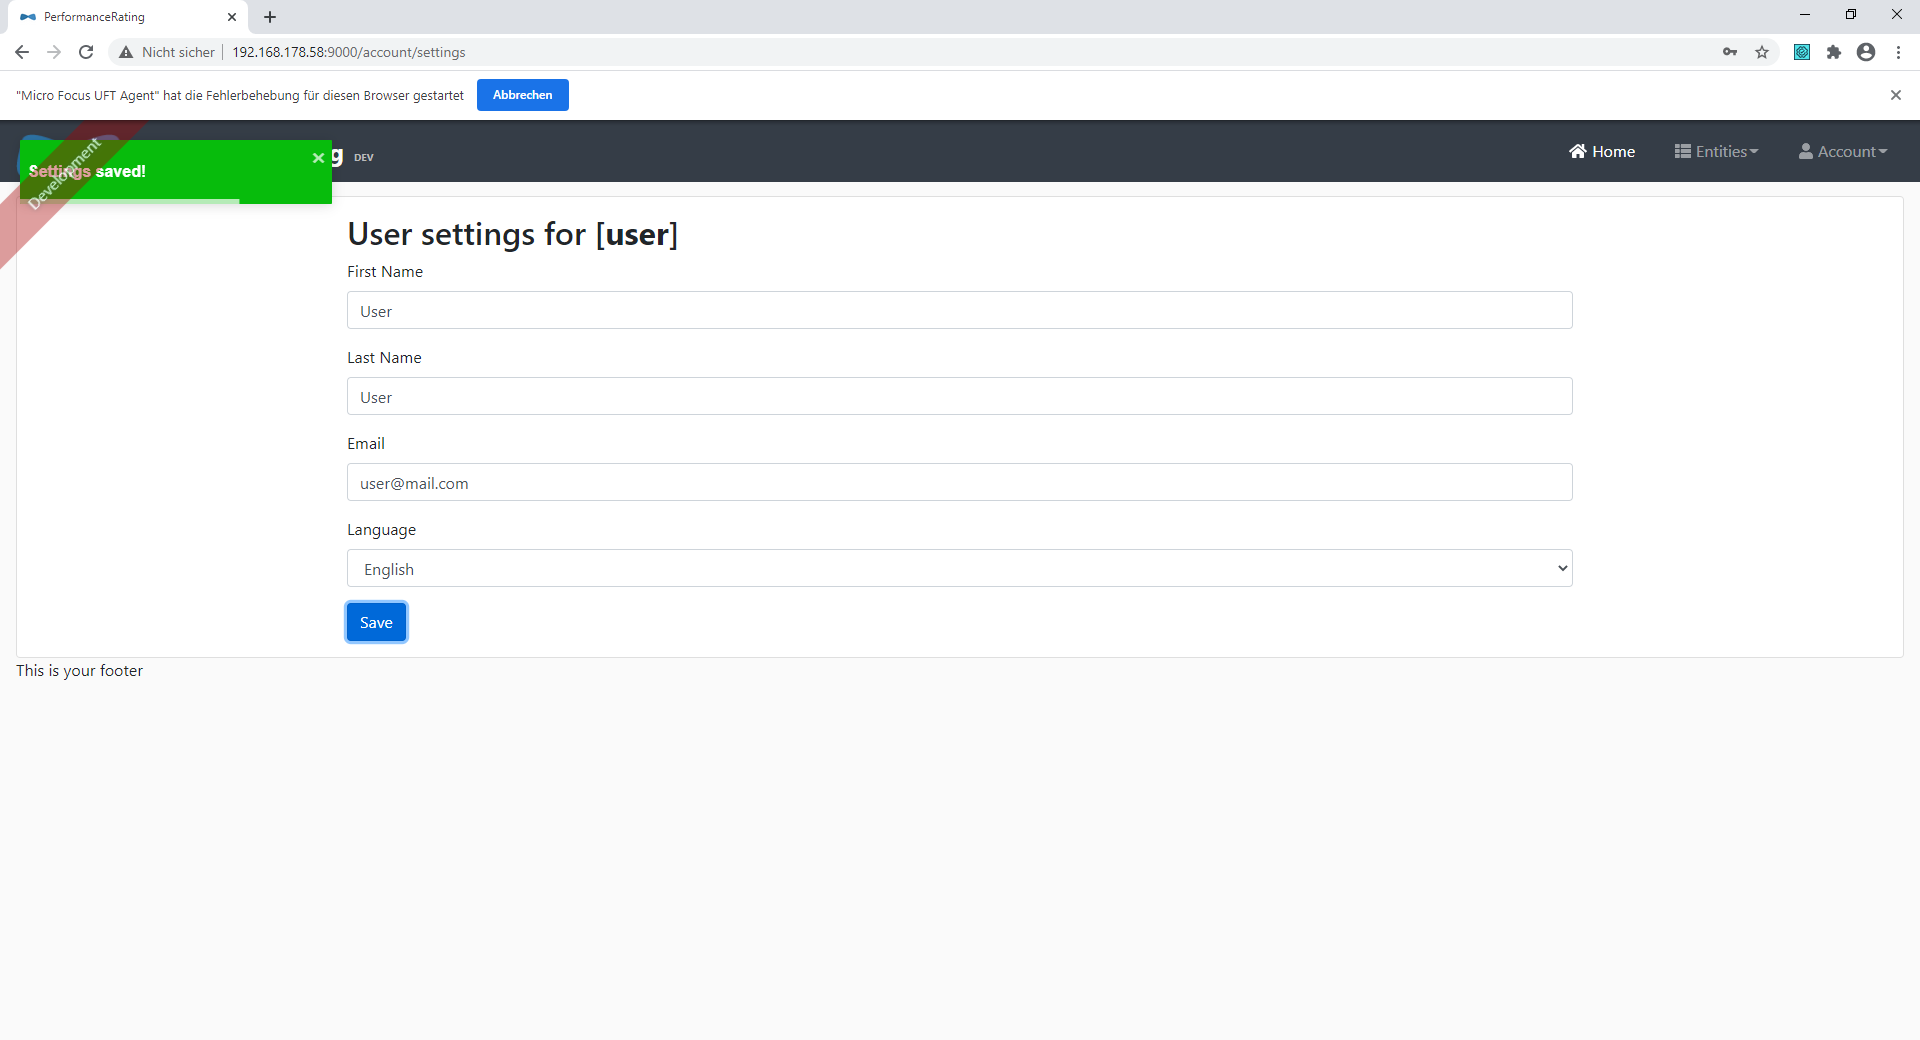 PerformanceRating
Nicht sicher
192.168.178.58:9000/account/settings
"Micro Focus UFT Agent" hat die Fehlerbehebung für diesen Browser gestartet
Abbrechen
Development
Settings saved!
g DEV
Home
Entities
Account
User settings for [user]
First Name
User
Last Name
User
Email
user@mail.com
Language
English
Save
This is your footer